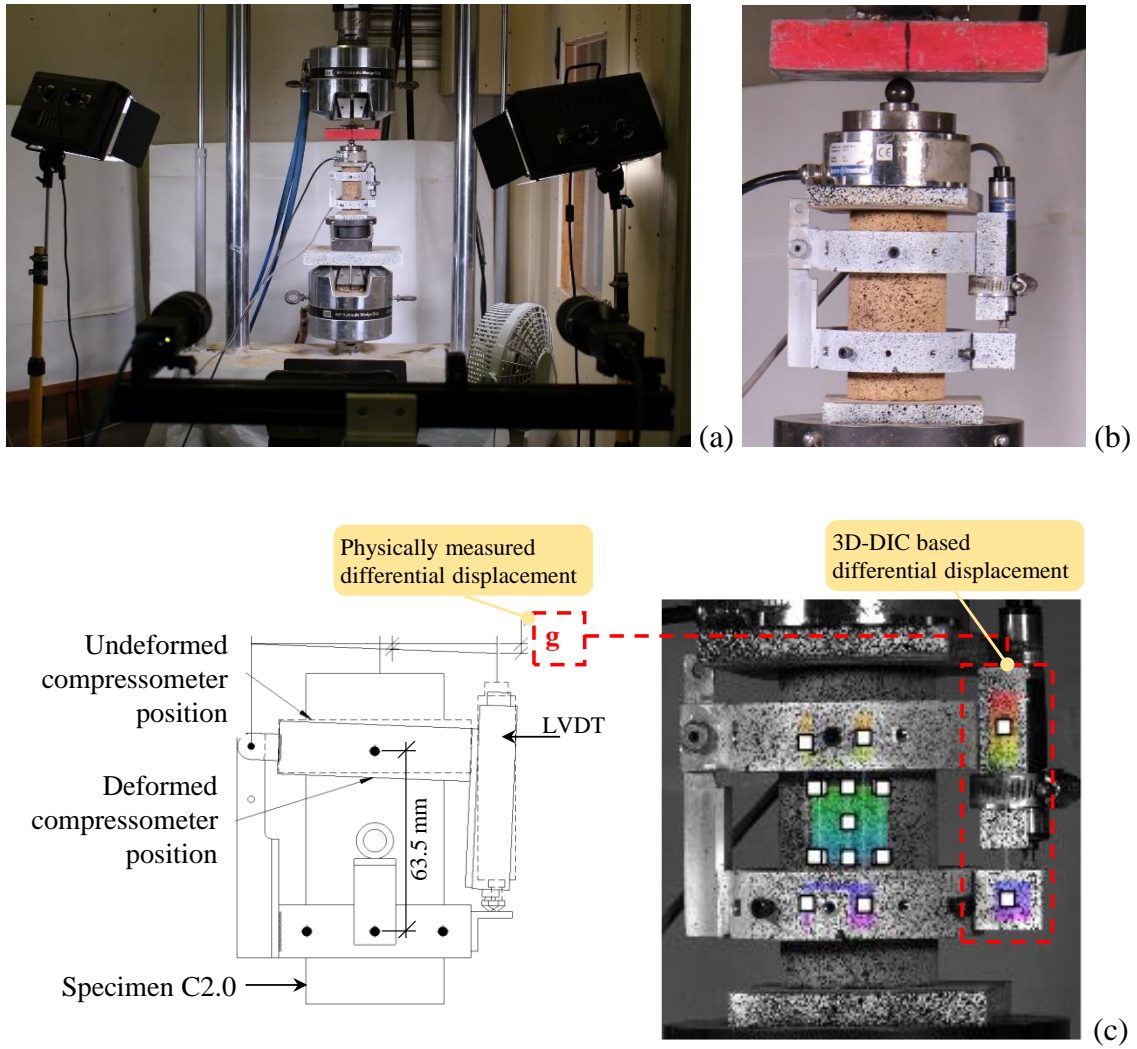 (a)
(b)
Physically measured
differential displacement
3D-DIC based
differential displacement
g
Undeformed
compressometer
position
LVDT
Deformed
compressometer
position
63.5 mm
Specimen C2.0
(c)